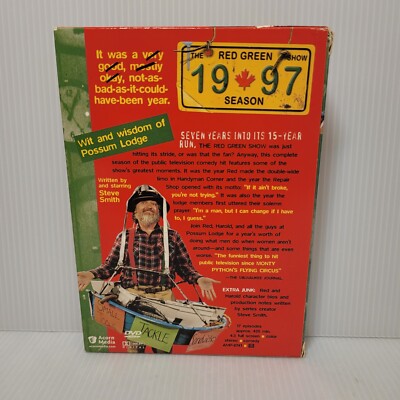 It was a very
good, mostly
okay, not-as-
bad-as-it-could-
have-been year.
THE RED GREEN SHOW
19 97
SEASON
Wit and wisdom of
Possum Lodge
Written by
and starring
Steve
Smith
SEVEN YEARS INTO ITS 15-YEAR
RUN, THE RED GREEN SHOW was just
hitting its stride, or was that the fan? Anyway, this complete
season of the public television comedy hit features some of the
show's greatest moments. It was the year Red made the double-wide
limo in Handyman Corner and the year the Repair
Shop opened with its motto: "If it ain't broke,
you're not trying." It was also the year the
lodge members first uttered their solemn
prayer: "I'm a man, but I can change if I have
to, I guess."
Join Red, Harold, and all the guys at
Possum Lodge for a year's worth of
doing what men do when women aren't
around—and some things that are even
worse. "The funniest thing to hit
public television since MONTY
PYTHON'S FLYING CIRCUS"
EXTRA JUNK: Red and
Harold character bios and
production notes written
by series creator
Steve Smith.
TACKLE
DVD
Acorn
Media